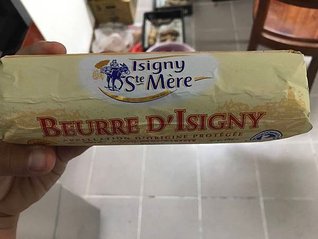 Isigny
Ste Mère
BEURRE D'ISIGNY
APPELLATION D'ORIGINE PROTÉGÉE